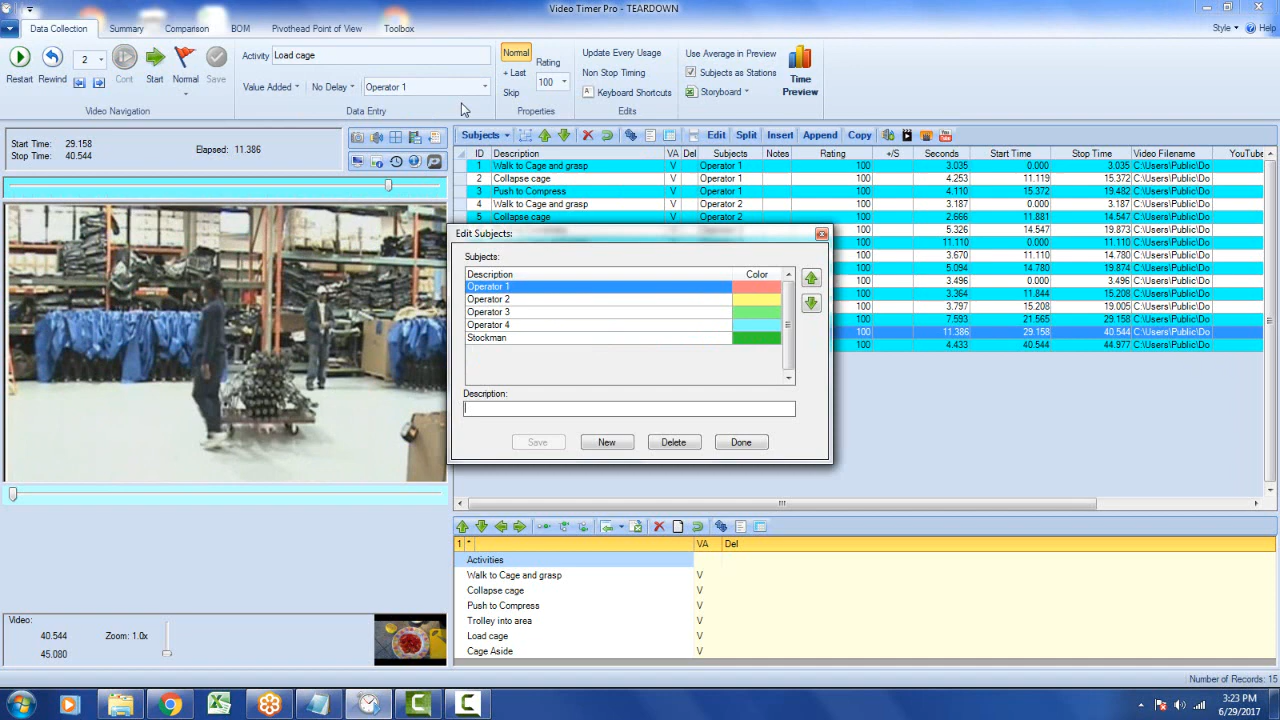 Video Timer Pro - TEARDOWN
Data Collection Summary Comparison BOM Pivothead Point of View Toolbox Style Help
Restart Rewind 2 Cont Start Normal Save
Video Navigation
Activity Load cage
Value Added No Delay Operator 1
Data Entry
Normal
+ Last
Skip
Rating
100
Properties
Update Every Usage
Non Stop Timing
Keyboard Shortcuts
Edits
Use Average in Preview
Subjects as Stations
Storyboard
Time
Preview
Start Time: 29.158
Stop Time: 40.544
Elapsed: 11.386
Subjects Edit Split Insert Append Copy
ID Description VA Del Subjects Notes Rating +/S Seconds Start Time Stop Time Video Filename YouTube
1 Walk to Cage and grasp V Operator 1 100 3.035 0.000 3.035 C:\Users\Public\Do
2 Collapse cage V Operator 1 100 4.253 11.119 15.372 C:\Users\Public\Do
3 Push to Compress V Operator 1 100 4.110 15.372 19.482 C:\Users\Public\Do
4 Walk to Cage and grasp V Operator 2 100 3.187 0.000 3.187 C:\Users\Public\Do
5 Collapse cage V Operator 2 100 2.666 11.881 14.547 C:\Users\Public\Do
100 5.326 14.547 19.873 C:\Users\Public\Do
100 11.110 0.000 11.110 C:\Users\Public\Do
100 3.670 11.110 14.780 C:\Users\Public\Do
100 5.094 14.780 19.874 C:\Users\Public\Do
100 3.496 0.000 3.496 C:\Users\Public\Do
100 3.364 11.844 15.208 C:\Users\Public\Do
100 3.797 15.208 19.005 C:\Users\Public\Do
100 7.593 21.565 29.158 C:\Users\Public\Do
100 11.386 29.158 40.544 C:\Users\Public\Do
100 4.433 40.544 44.977 C:\Users\Public\Do
Edit Subjects:
Subjects:
Description Color
Operator 1
Operator 2
Operator 3
Operator 4
Stockman
Description:
Save New Delete Done
1 * VA Del
Activities
Walk to Cage and grasp V
Collapse cage V
Push to Compress V
Trolley into area V
Load cage V
Cage Aside V
Video:
40.544 Zoom: 1.0x
45.080
Number of Records: 15
3:23 PM
6/29/2017